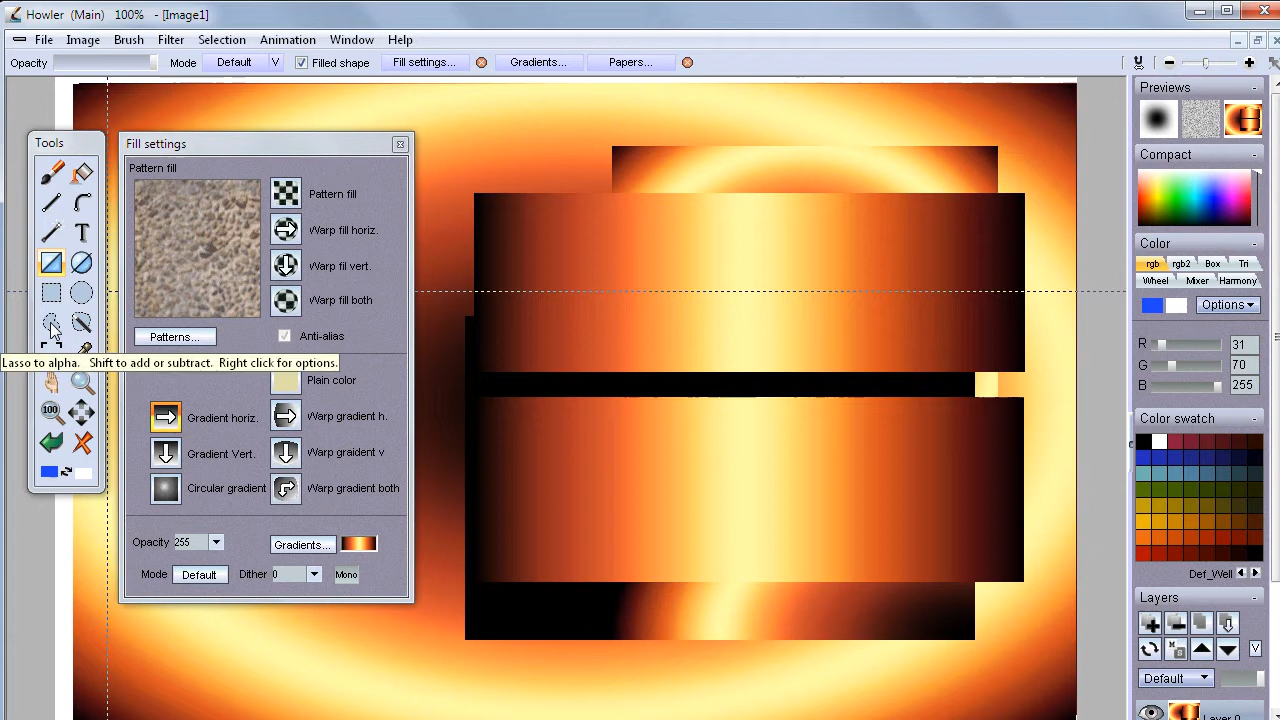 Howler (Main) 100% - [Image1]
File Image Brush Filter Selection Animation Window Help
Opacity Mode Default V Filled shape Fill settings... Gradients... Papers...
Previews -
Tools
Fill settings
Pattern fill
Compact -
Pattern fill
T
Warp fill horiz.
Color -
Warp fil vert.
rgb rgb2 Box Tri
Wheel Mixer Harmony
Warp fill both
Options
Patterns...
Anti-alias
R 31
Lasso to alpha. Shift to add or subtract. Right click for options.
G 70
Plain color
B 255
100
Gradient horiz.
Warp gradient h.
Color swatch -
Gradient Vert.
Warp graident v
Circular gradient
Warp gradient both
Opacity 255
Gradients...
Mode Default Dither 0 Mono
Def_Well
Layers -
M S
V
Default
Layer 0